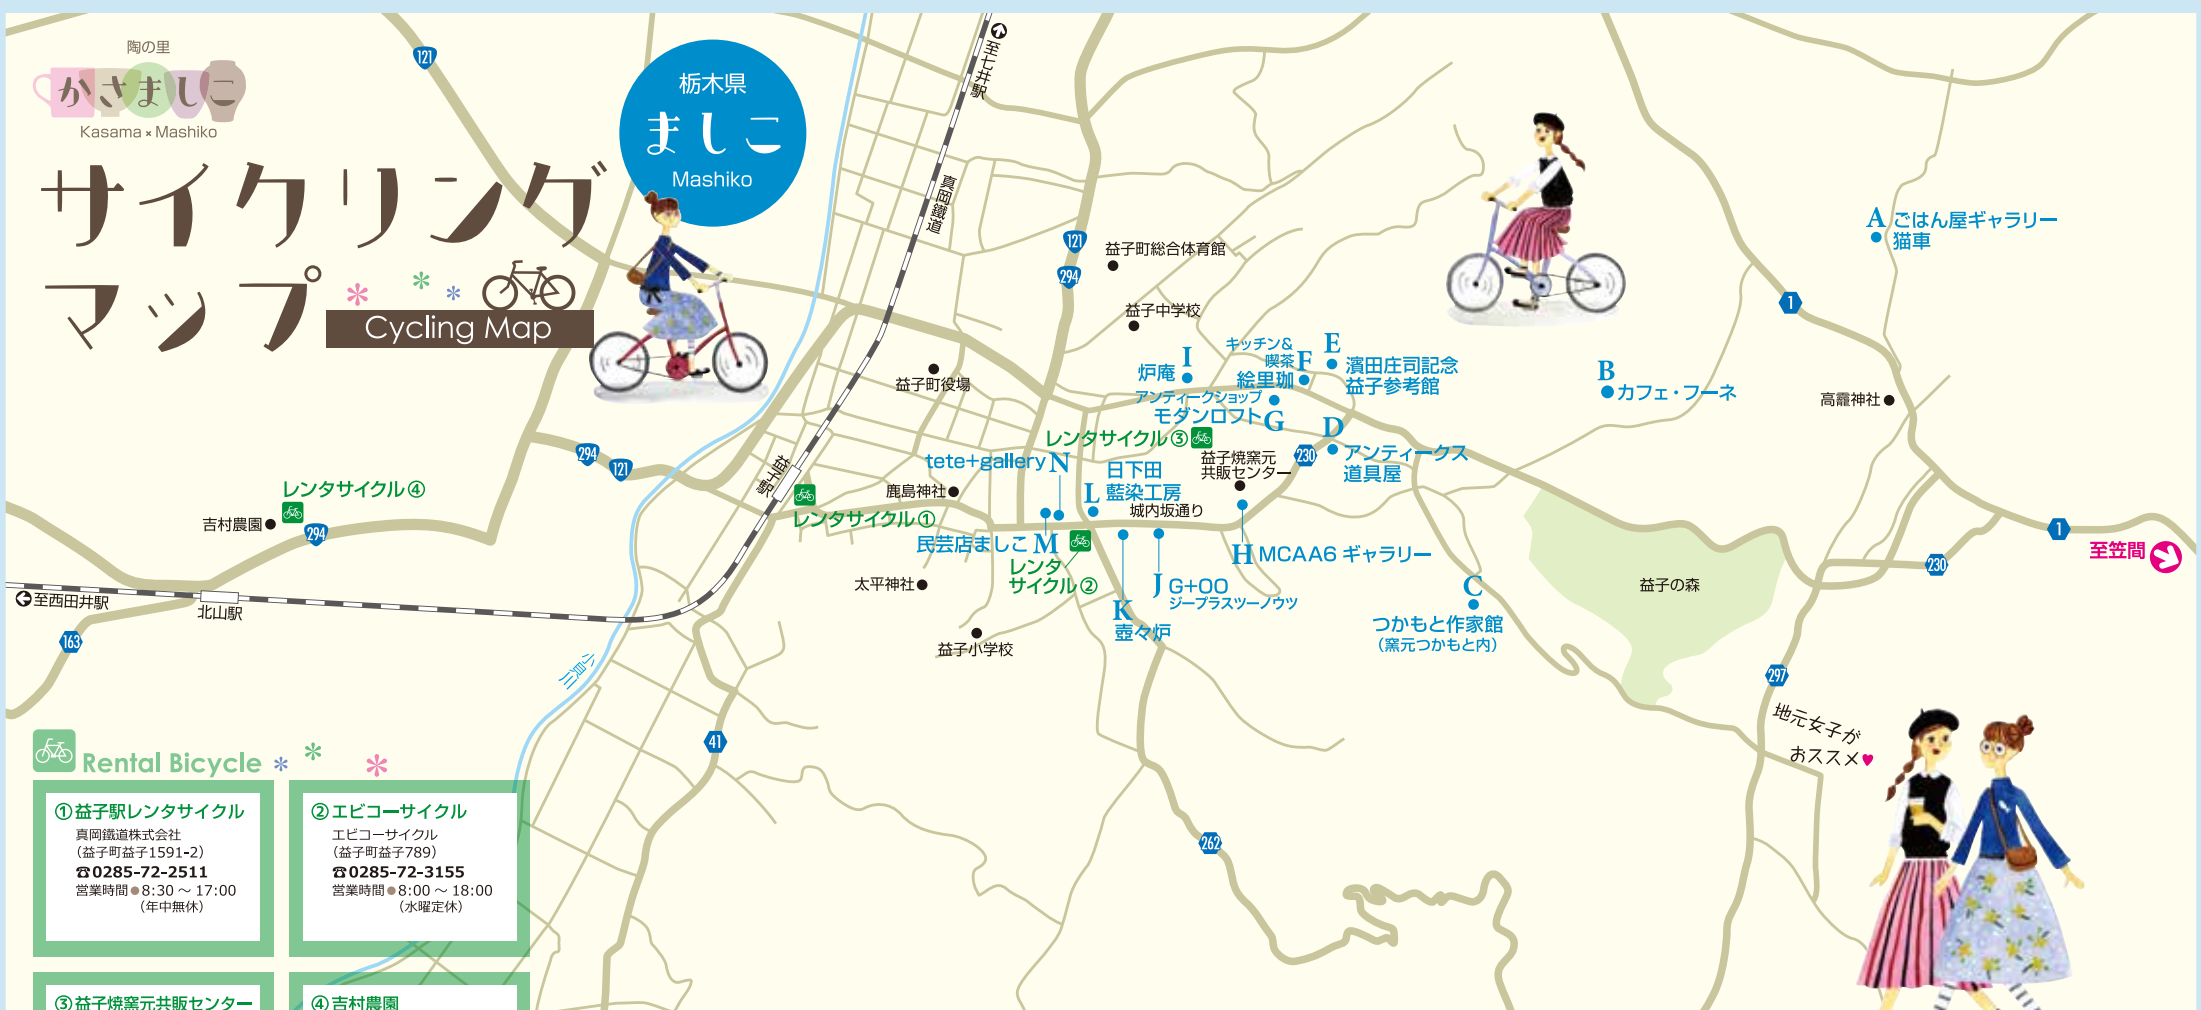 陶の里
かさましこ
Kasama × Mashiko
サイクリング
マップ
Cycling Map
栃木県
ましこ
Mashiko
121
至七井駅
真岡鐵道
121
294
益子町総合体育館
益子中学校
A ごはん屋ギャラリー
猫車
1
I
炉庵
キッチン&
喫茶
F
絵里珈
E
濱田庄司記念
益子参考館
B
カフェ・フーネ
高龗神社
益子町役場
アンティークショップ
モダンロフト G
D
アンティークス
道具屋
レンタサイクル③
益子焼窯元
共販センター
230
294
121
益子駅
tete+gallery N
日下田
L 藍染工房
鹿島神社
城内坂通り
レンタサイクル④
吉村農園
294
レンタサイクル①
民芸店ましこ M
レンタ
サイクル②
H MCAA6 ギャラリー
J G+OO
ジープラスツーノウツ
K
壺々炉
太平神社
益子小学校
C
つかもと作家館
(窯元つかもと内)
益子の森
1
至笠間
230
297
至西田井駅
北山駅
163
小貝川
41
262
地元女子が
おススメ♥
Rental Bicycle
①益子駅レンタサイクル
真岡鐵道株式会社
(益子町益子1591-2)
☎0285-72-2511
営業時間●8:30 ~ 17:00
(年中無休)
②エビコーサイクル
エビコーサイクル
(益子町益子789)
☎0285-72-3155
営業時間●8:00 ~ 18:00
(水曜定休)
③益子焼窯元共販センター
④吉村農園